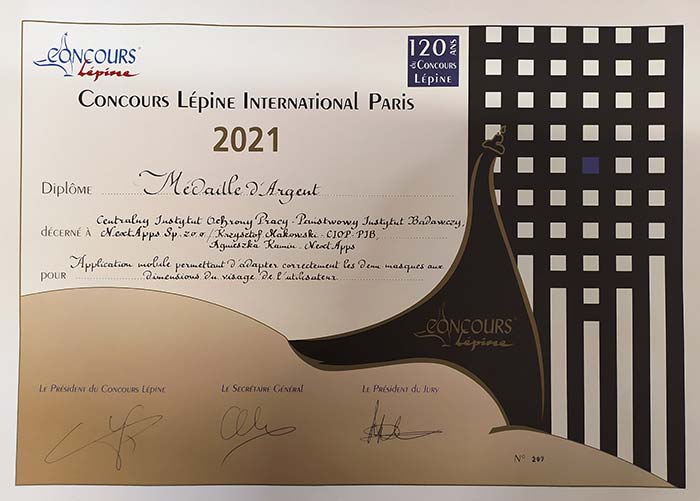 CONCOURS
Lépine
120 ANS
DE CONCOURS
LÉPINE
CONCOURS LÉPINE INTERNATIONAL PARIS
2021
Diplôme Médaille d'Argent
Centralny Instytut Ochrony Pracy - Państwowy Instytut Badawczy,
décerné à NextApps Sp. z o.o / Krzysztof Makowski - CIOP-PIB,
Agnieszka Kamin - NextApps
Application mobile permettant d'adapter correctement les demi masques aux
pour dimensions du visage de l'utilisateur
CONCOURS
Lépine
LE PRÉSIDENT DU CONCOURS LÉPINE LE SECRÉTAIRE GÉNÉRAL LE PRÉSIDENT DU JURY
N° 297